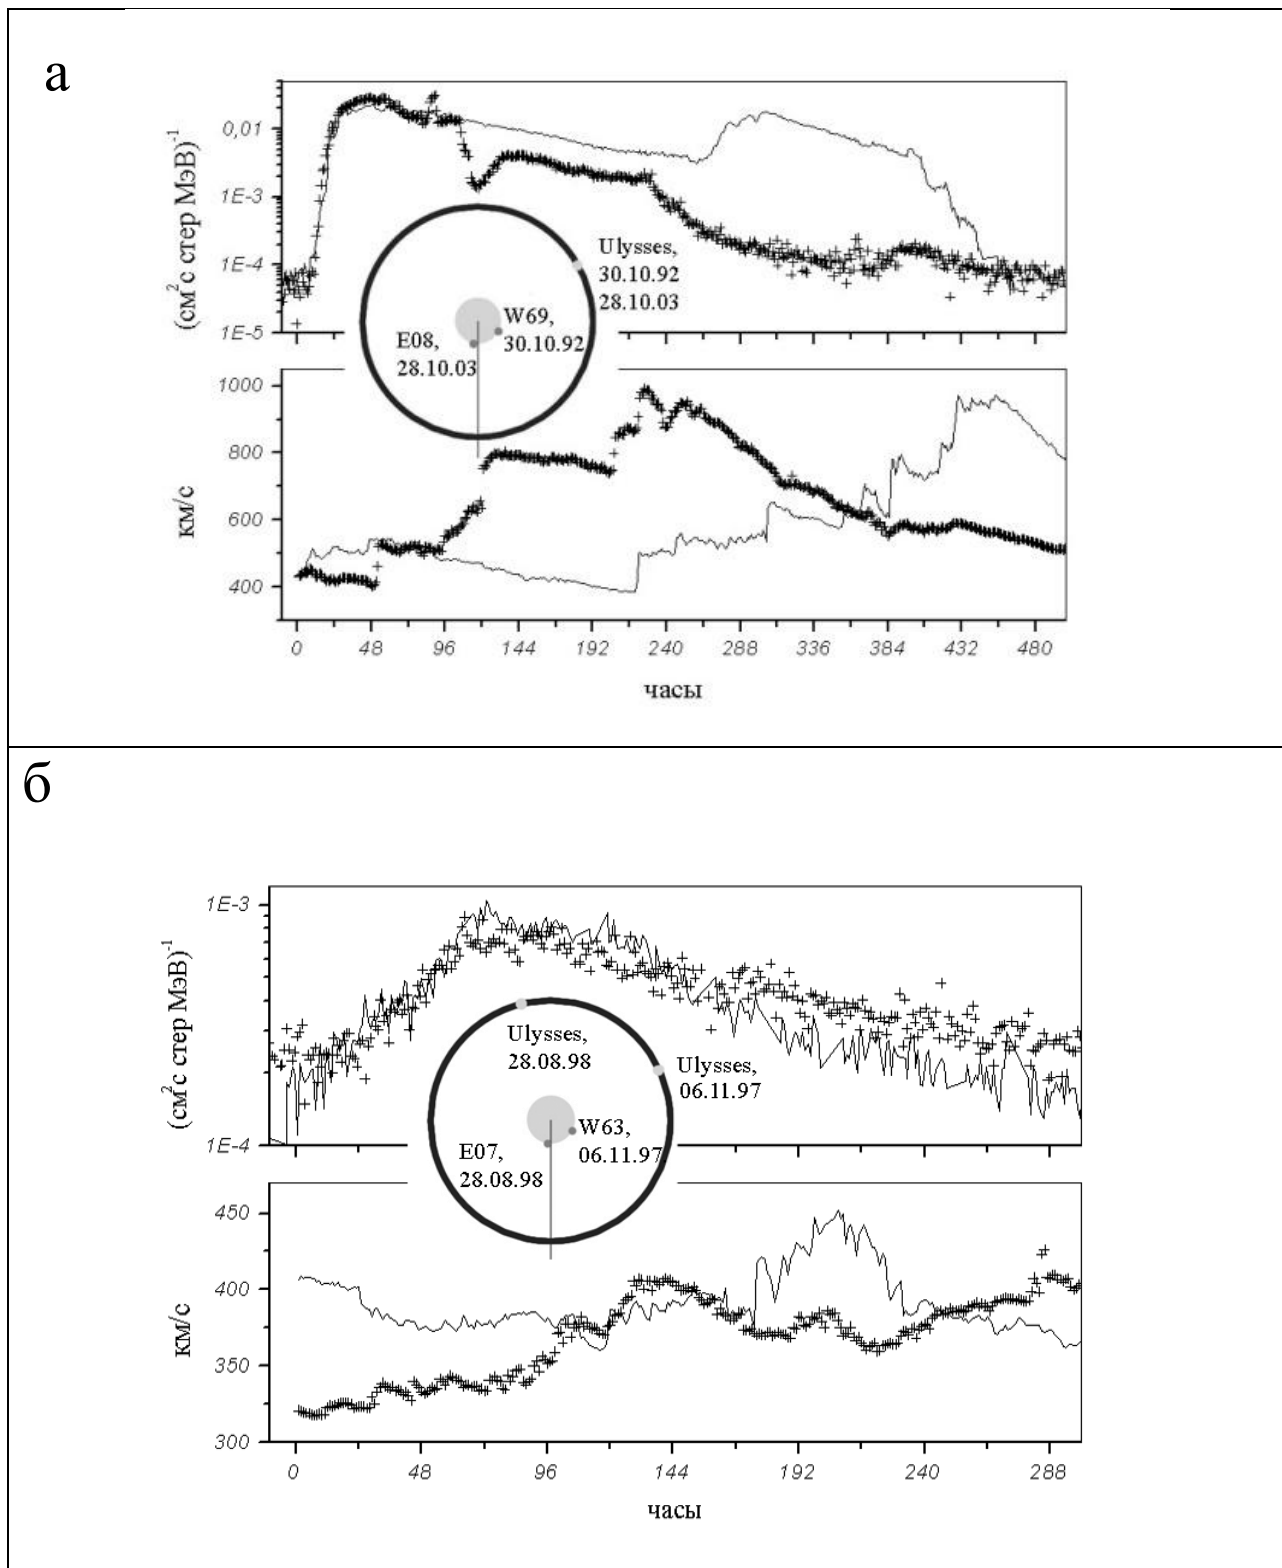 а
(см²с стер МэВ)⁻¹
0,01
1E-3
1E-4
1E-5
Ulysses,
30.10.92
28.10.03
W69,
30.10.92
E08,
28.10.03
км/с
1000
800
600
400
0 48 96 144 192 240 288 336 384 432 480
часы
б
(см²с стер МэВ)⁻¹
1E-3
1E-4
Ulysses,
28.08.98
Ulysses,
06.11.97
W63,
06.11.97
E07,
28.08.98
км/с
450
400
350
300
0 48 96 144 192 240 288
часы